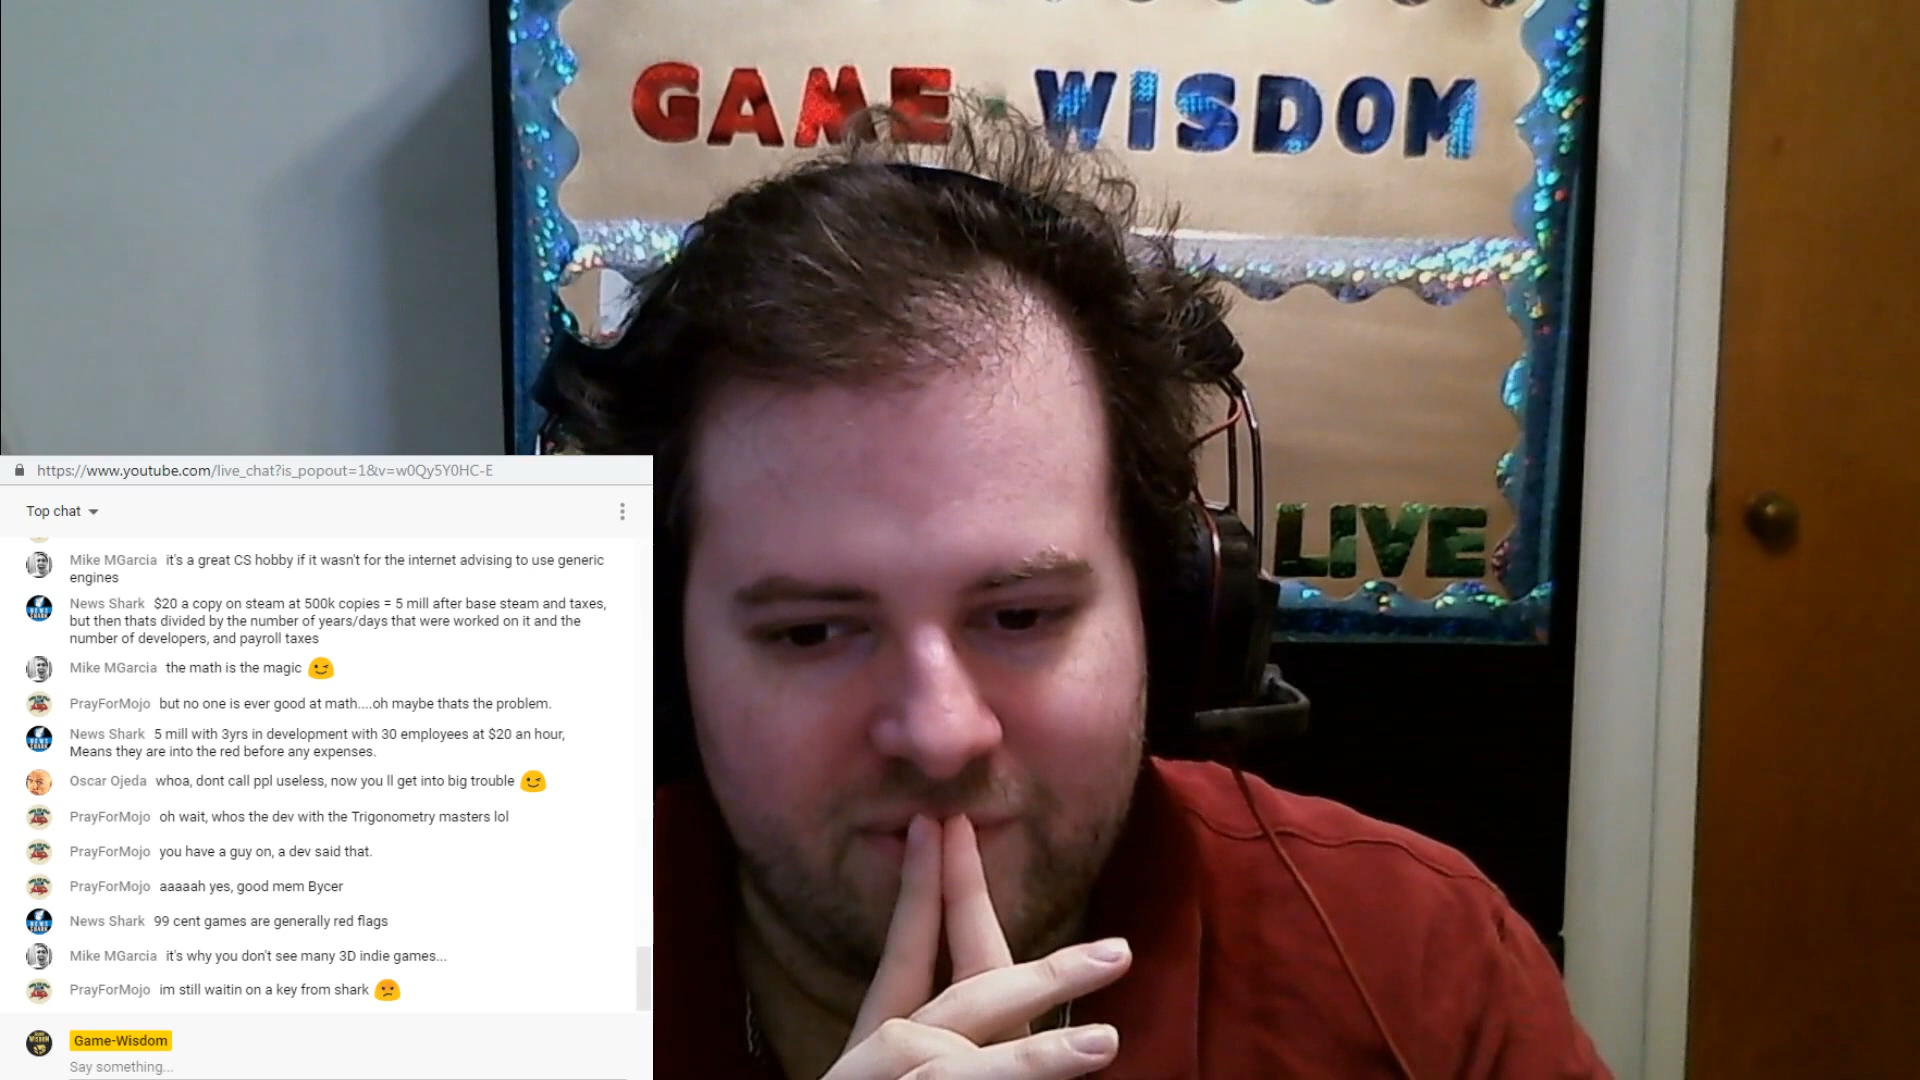 GAME WISDOM
LIVE
https://www.youtube.com/live_chat?is_popout=1&v=w0Qy5Y0HC-E
Top chat
Mike MGarcia it's a great CS hobby if it wasn't for the internet advising to use generic
engines
News Shark $20 a copy on steam at 500k copies = 5 mill after base steam and taxes,
but then thats divided by the number of years/days that were worked on it and the
number of developers, and payroll taxes
Mike MGarcia the math is the magic
PrayForMojo but no one is ever good at math....oh maybe thats the problem.
News Shark 5 mill with 3yrs in development with 30 employees at $20 an hour,
Means they are into the red before any expenses.
Oscar Ojeda whoa, dont call ppl useless, now you ll get into big trouble
PrayForMojo oh wait, whos the dev with the Trigonometry masters lol
PrayForMojo you have a guy on, a dev said that.
PrayForMojo aaaaah yes, good mem Bycer
News Shark 99 cent games are generally red flags
Mike MGarcia it's why you don't see many 3D indie games...
PrayForMojo im still waitin on a key from shark
Game-Wisdom
Say something...